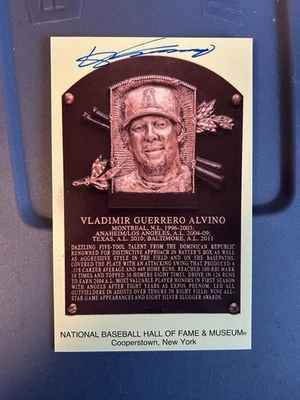 VLADIMIR GUERRERO ALVINO
MONTREAL, N.L. 1996-2003;
ANAHEIM/LOS ANGELES, A.L. 2004-09;
TEXAS, A.L. 2010; BALTIMORE, A.L. 2011
DAZZLING FIVE-TOOL TALENT FROM THE DOMINICAN REPUBLIC
RENOWNED FOR DISTINCTIVE APPROACH IN BATTER'S BOX AS WELL
AS AGGRESSIVE STYLE IN THE FIELD AND ON THE BASEPATHS.
COVERED THE PLATE WITH AN ATTACKING SWING THAT PRODUCED A
.318 CAREER AVERAGE AND 449 HOME RUNS. REACHED 100-RBI MARK
10 TIMES AND TOPPED 30 HOMERS EIGHT TIMES. DROVE IN 126 RUNS
TO EARN 2004 A.L. MOST VALUABLE PLAYER HONORS IN FIRST SEASON
WITH ANGELS AFTER EIGHT YEARS AS EXPOS PHENOM. LED ALL
OUTFIELDERS IN ASSISTS OVER TENURE IN RIGHT FIELD. NINE ALL-
STAR GAME APPEARANCES AND EIGHT SILVER SLUGGER AWARDS.
NATIONAL BASEBALL HALL OF FAME & MUSEUM®
Cooperstown, New York